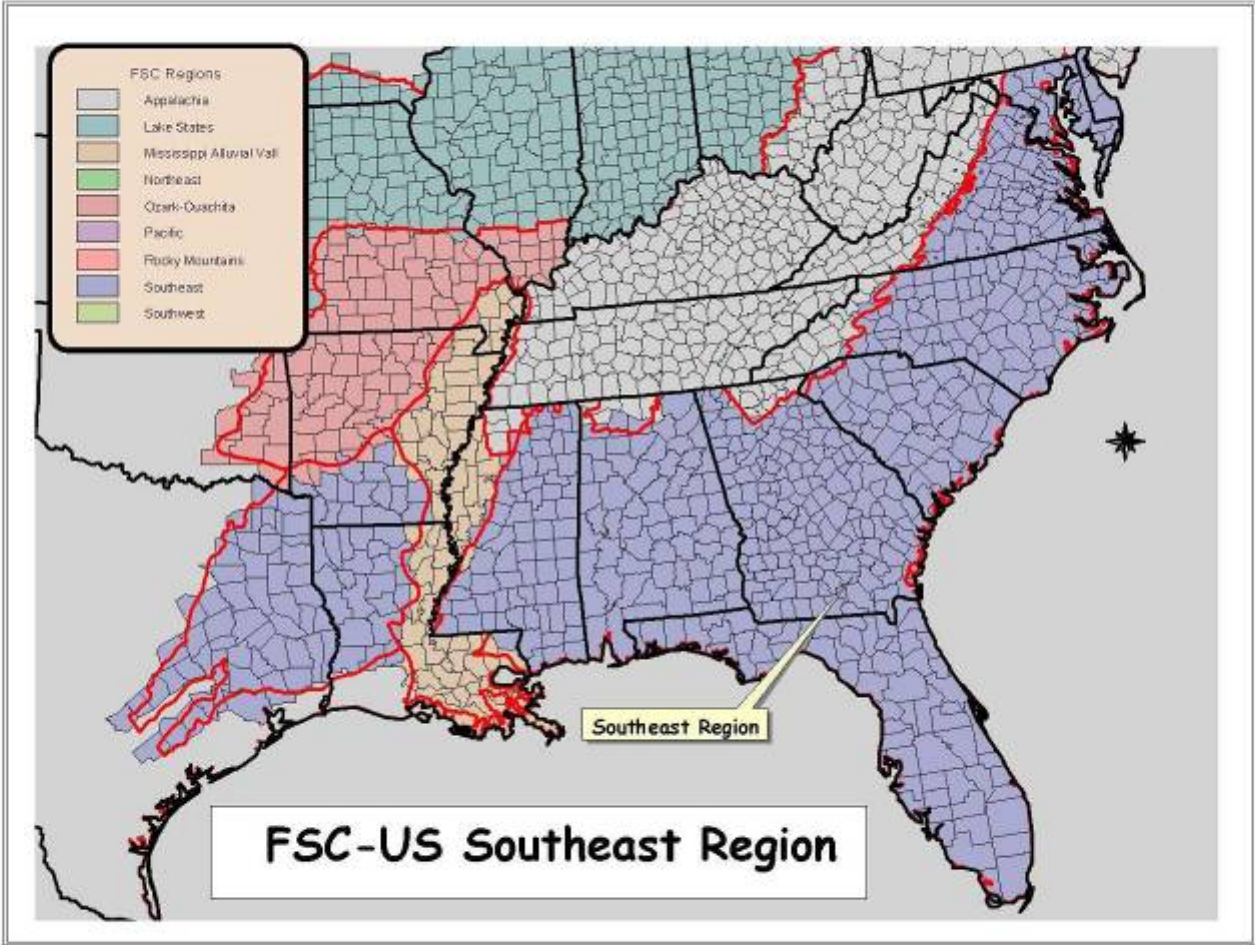 FSC Regions
Appalachia
Lake States
Mississippi Alluvial Vall
Northeast
Ozark-Ouachita
Pacific
Rocky Mountains
Southeast
Southwest
Southeast Region
FSC-US Southeast Region